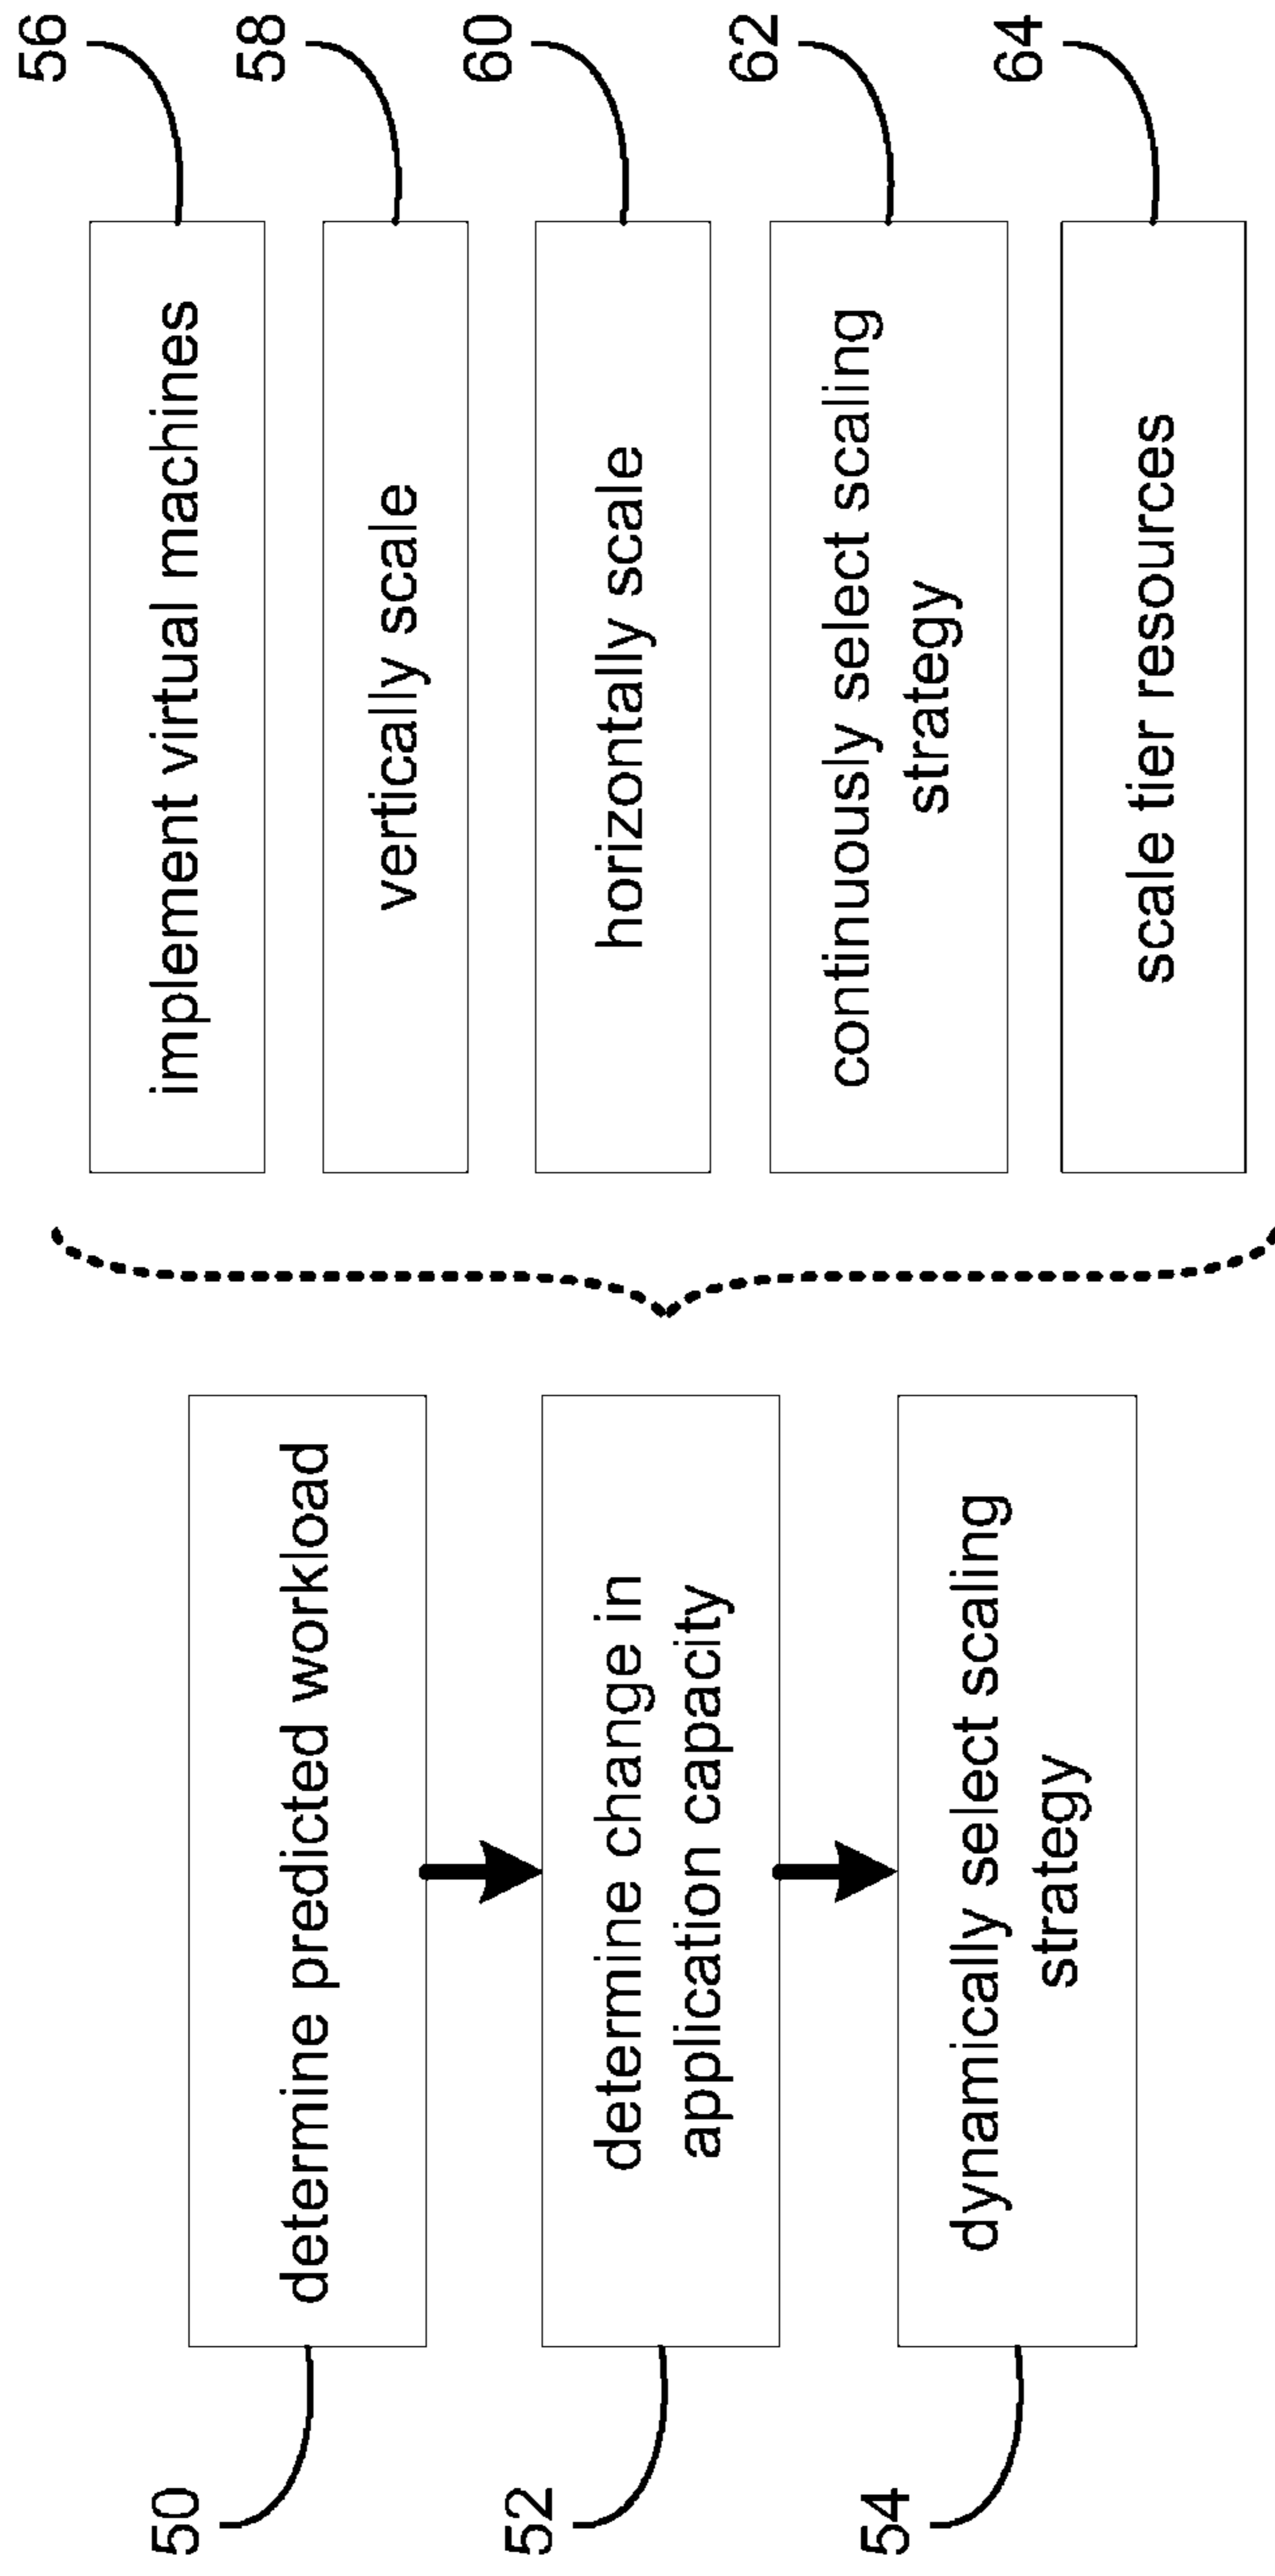 50
determine predicted workload
52
determine change in
application capacity
54
dynamically select scaling
strategy
implement virtual machines
56
vertically scale
58
horizontally scale
60
continuously select scaling
strategy
62
scale tier resources
64